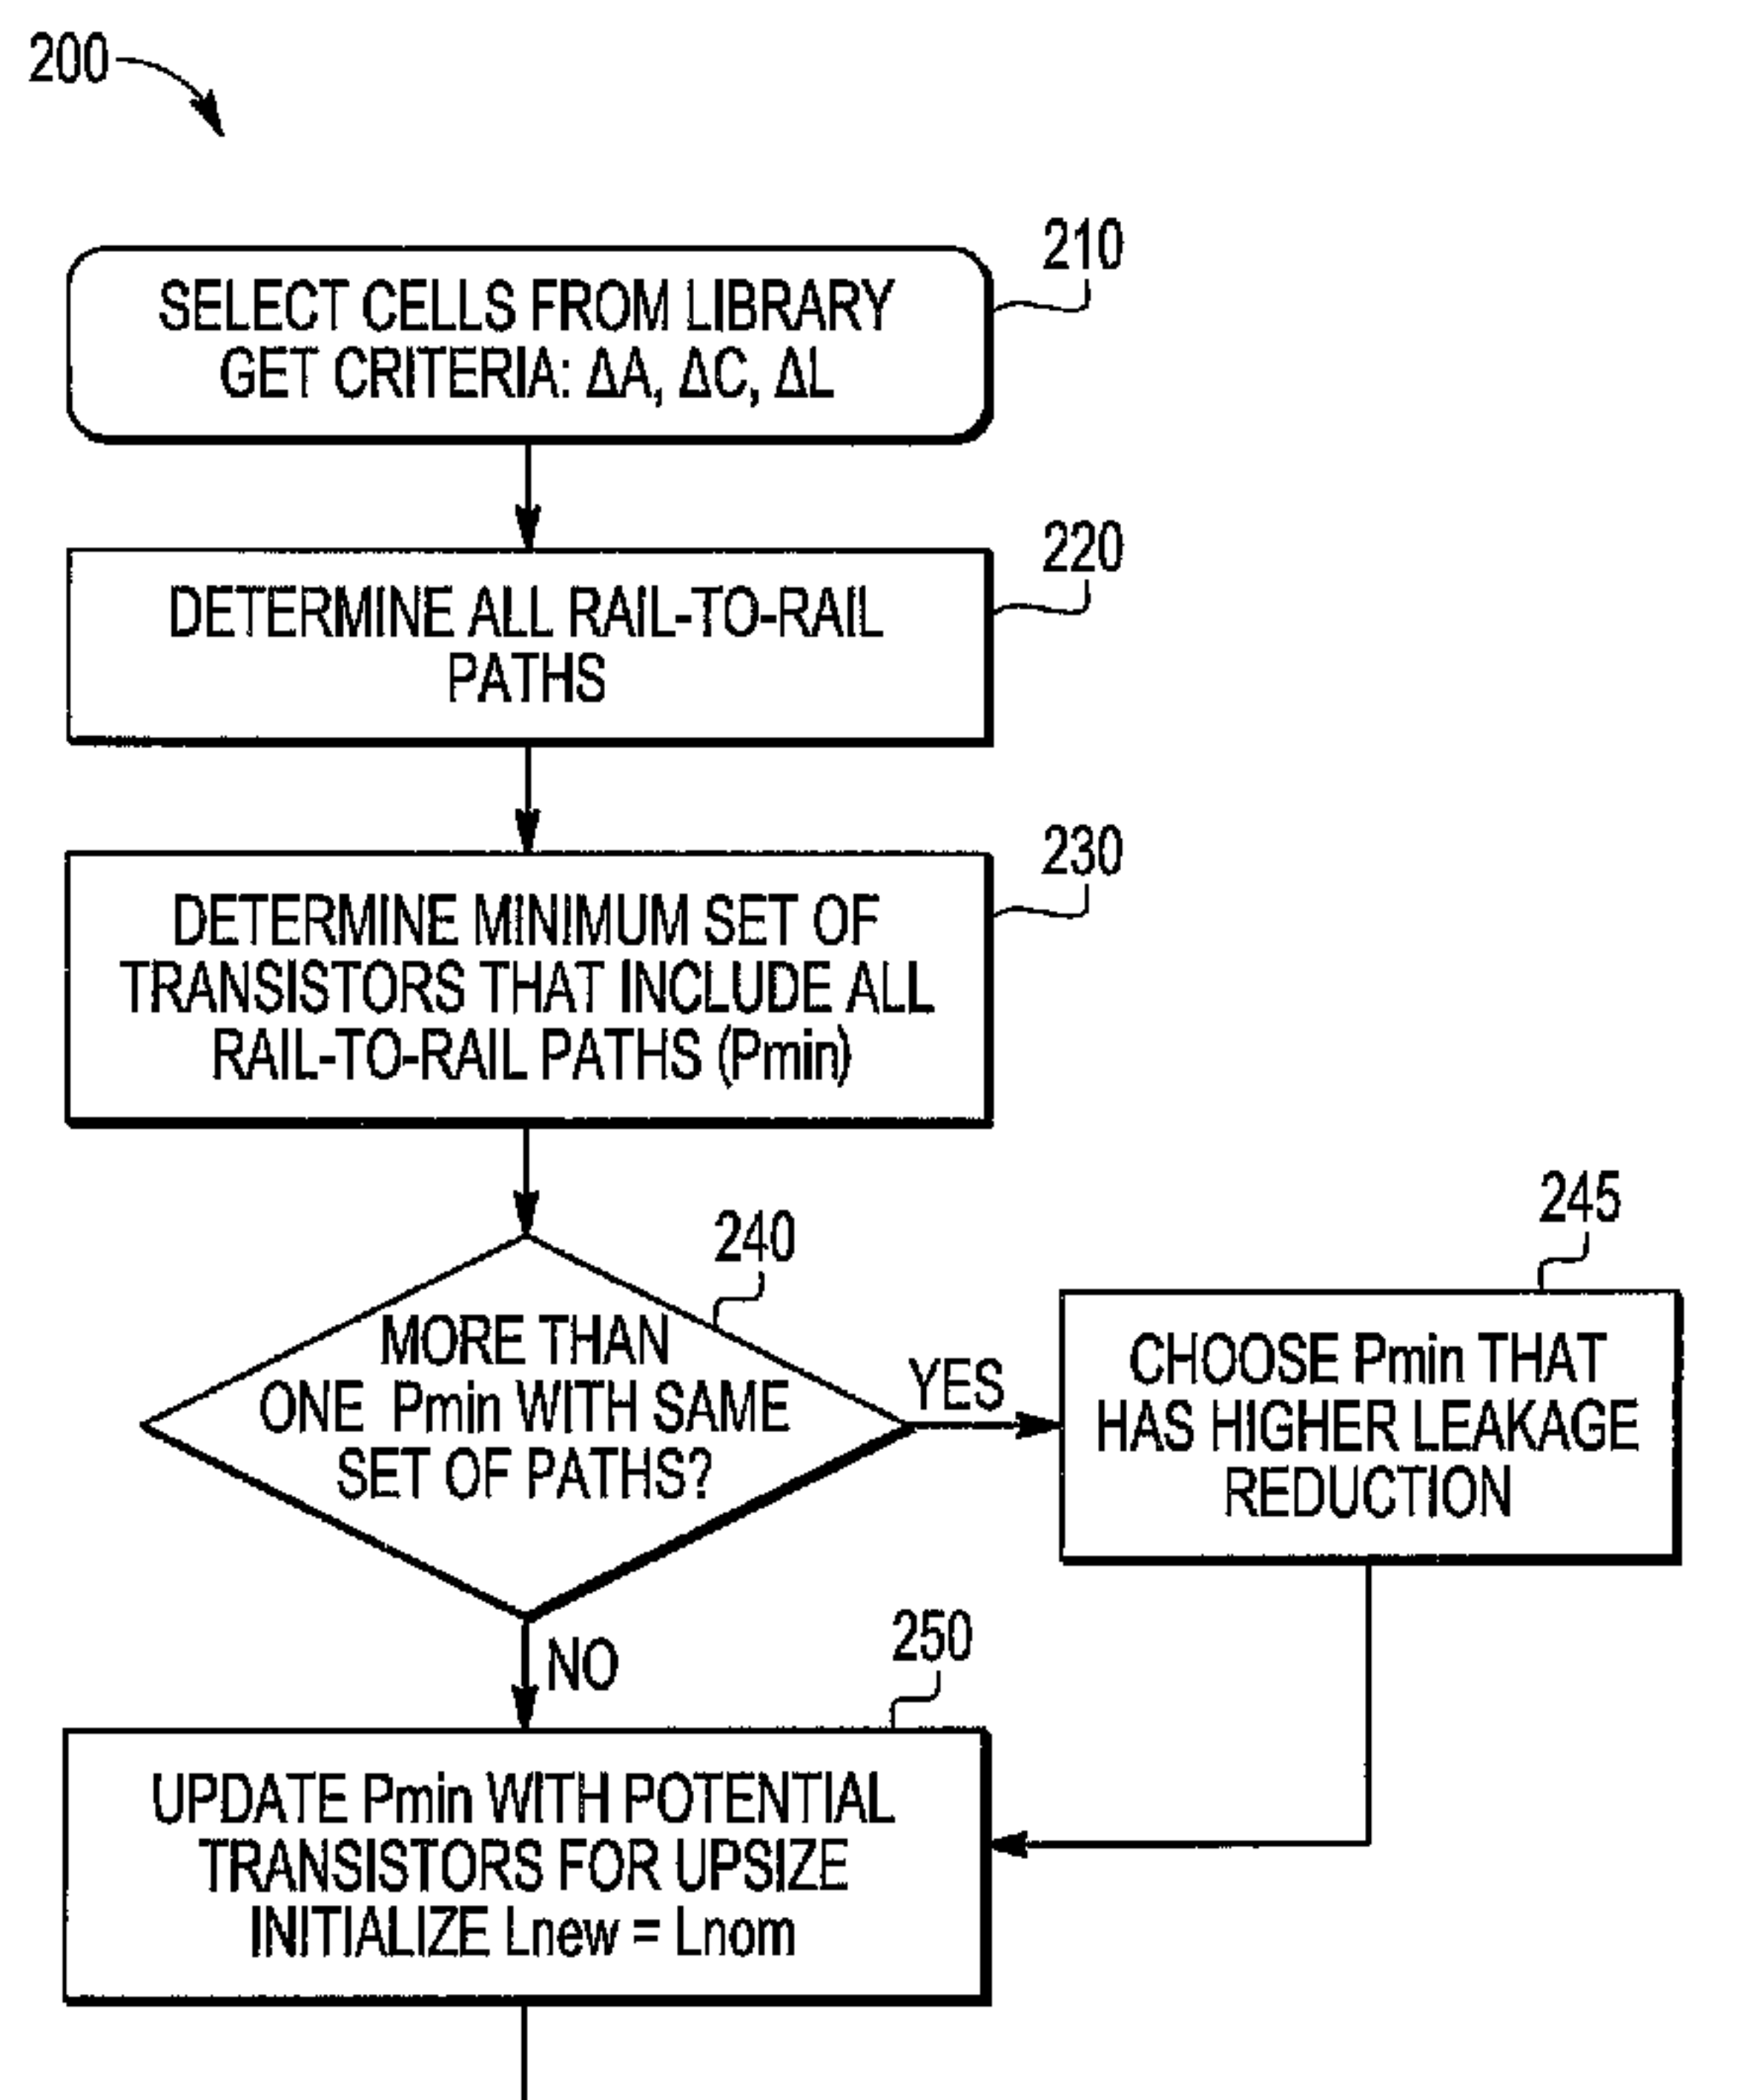 200
210
SELECT CELLS FROM LIBRARY
GET CRITERIA: ΔA, ΔC, ΔL
220
DETERMINE ALL RAIL-TO-RAIL
PATHS
230
DETERMINE MINIMUM SET OF
TRANSISTORS THAT INCLUDE ALL
RAIL-TO-RAIL PATHS (Pmin)
240
MORE THAN
ONE Pmin WITH SAME
SET OF PATHS?
YES
245
CHOOSE Pmin THAT
HAS HIGHER LEAKAGE
REDUCTION
NO
250
UPDATE Pmin WITH POTENTIAL
TRANSISTORS FOR UPSIZE
INITIALIZE Lnew = Lnom